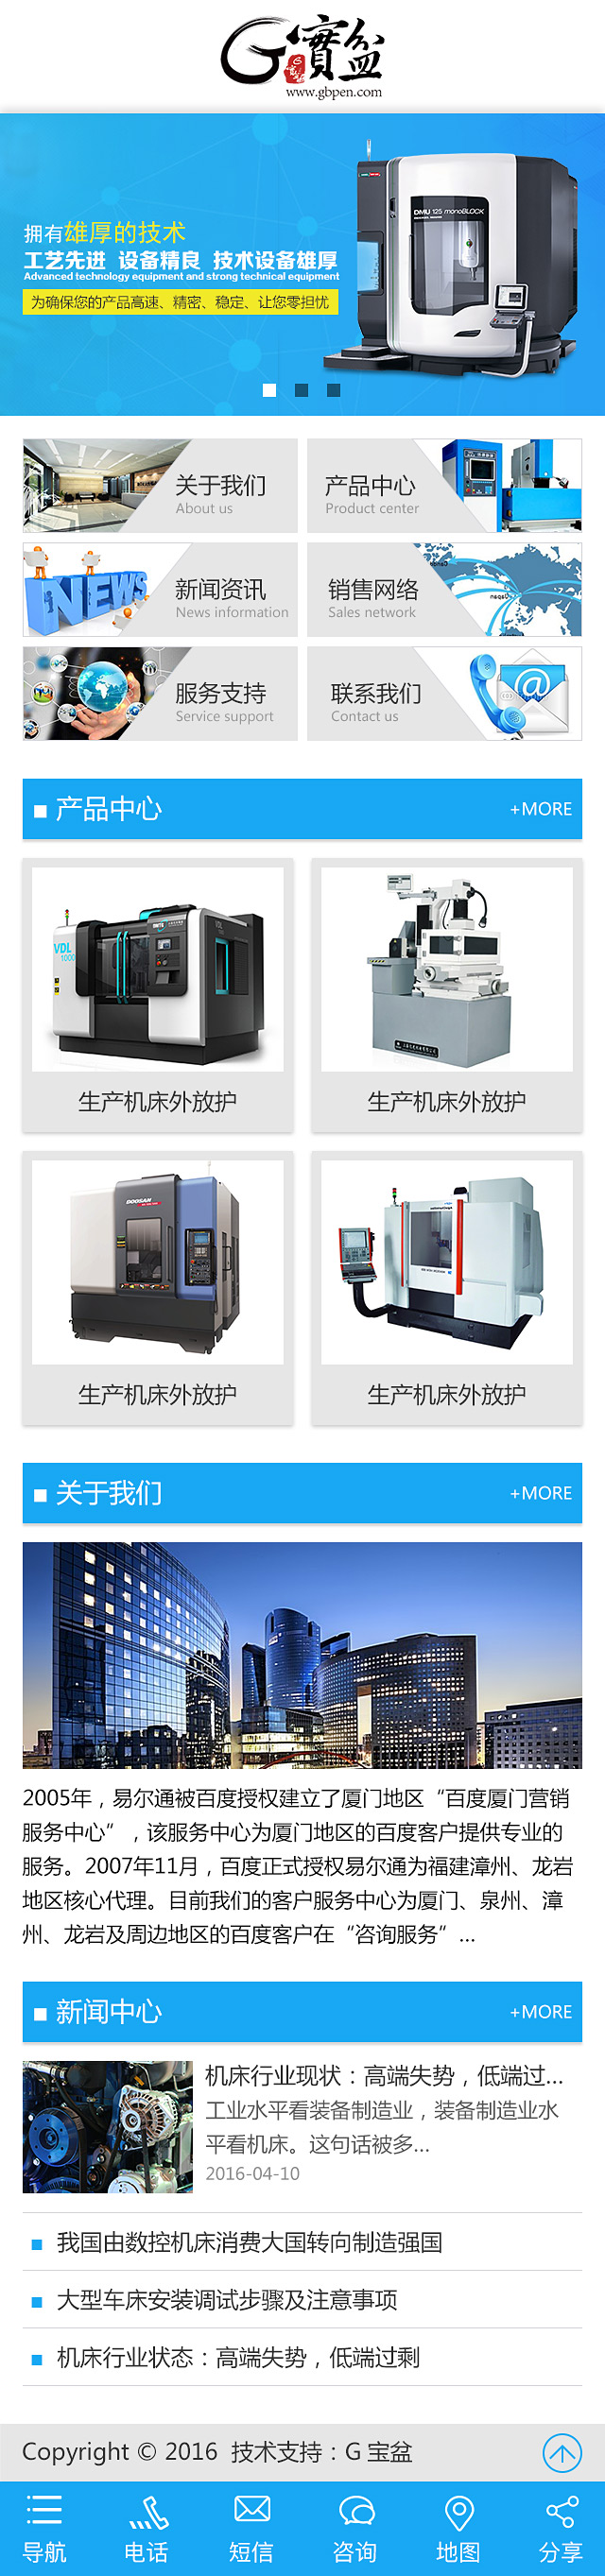 G寶盆
www.gbpen.com
DMU 125 monoBLOCK
拥有雄厚的技术
工艺先进 设备精良 技术设备雄厚
Advanced technology equipment and strong technical equipment
为确保您的产品高速、精密、稳定、让您零担忧
关于我们
About us
产品中心
Product center
NEWS
新闻资讯
News information
销售网络
Sales network
服务支持
Service support
联系我们
Contact us
@
产品中心
+MORE
VDL
1000
VDL
生产机床外放护
生产机床外放护
DOOSAN
生产机床外放护
生产机床外放护
关于我们
+MORE
2005年，易尔通被百度授权建立了厦门地区“百度厦门营销
服务中心”，该服务中心为厦门地区的百度客户提供专业的
服务。2007年11月，百度正式授权易尔通为福建漳州、龙岩
地区核心代理。目前我们的客户服务中心为厦门、泉州、漳
州、龙岩及周边地区的百度客户在“咨询服务”...
新闻中心
+MORE
机床行业现状：高端失势，低端过...
工业水平看装备制造业，装备制造业水
平看机床。这句话被多...
2016-04-10
我国由数控机床消费大国转向制造强国
大型车床安装调试步骤及注意事项
机床行业状态：高端失势，低端过剩
Copyright © 2016 技术支持：G 宝盆
导航
电话
短信
咨询
地图
分享